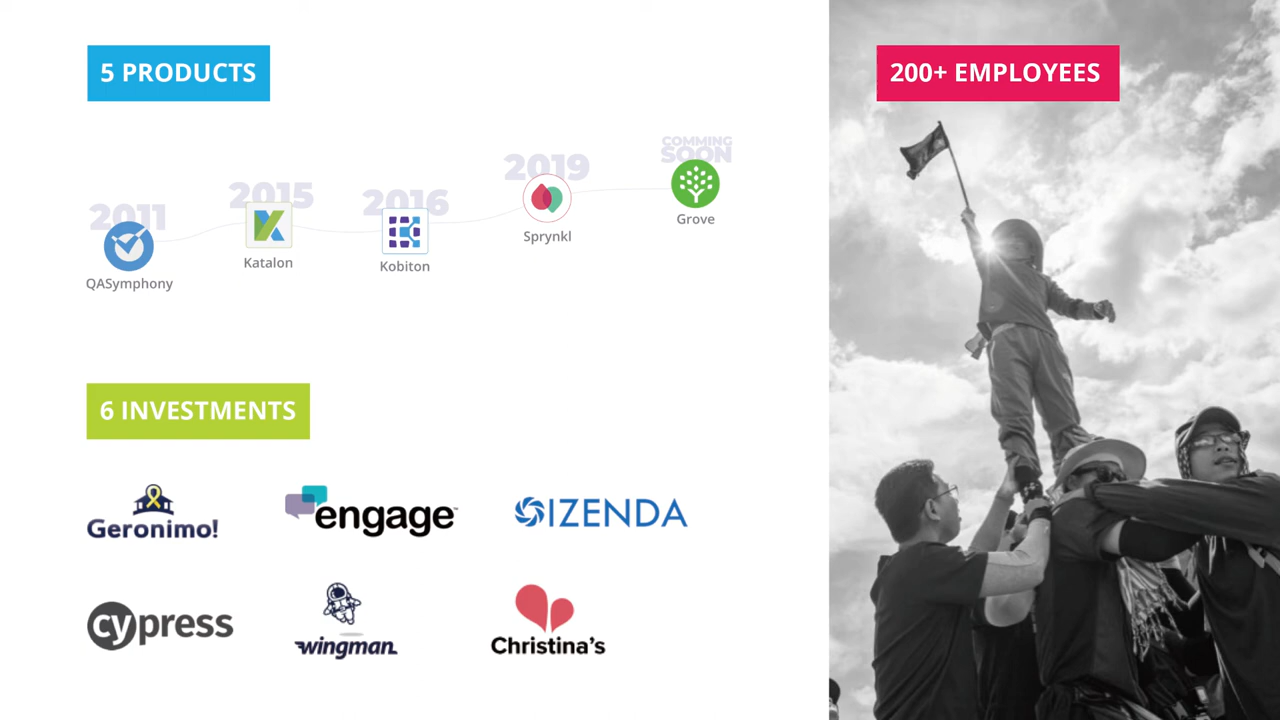 5 PRODUCTS
200+ EMPLOYEES
2011
QASymphony
2015
Katalon
2016
Kobiton
2019
Sprynkl
COMMING
SOON
Grove
6 INVESTMENTS
Geronimo!
engage™
IZENDA
cypress
wingman
Christina's